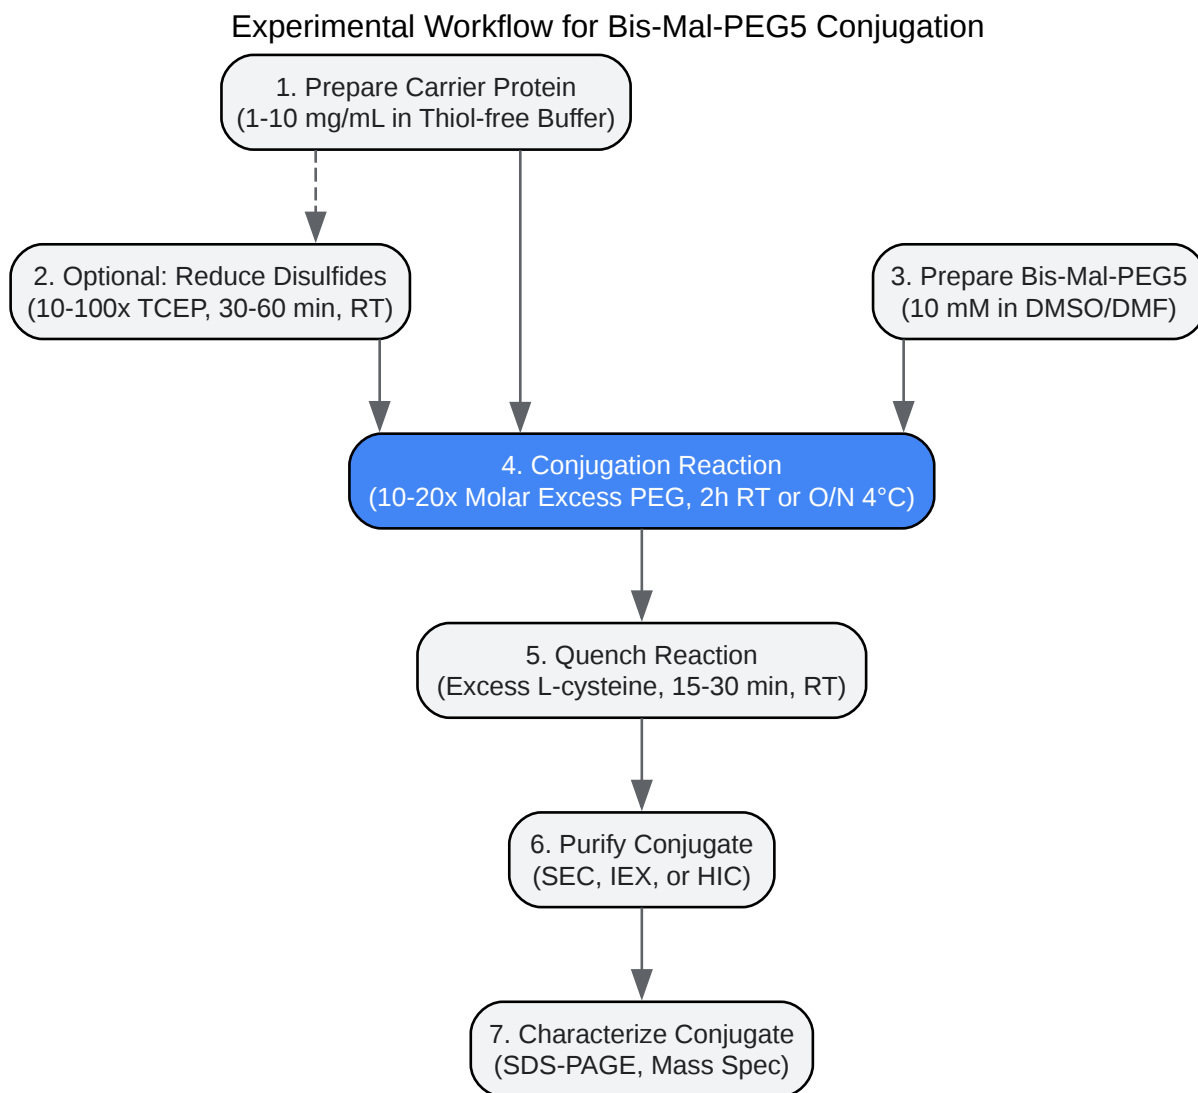 Experimental Workflow for Bis-Mal-PEG5 Conjugation
1. Prepare Carrier Protein
(1-10 mg/mL in Thiol-free Buffer)
2. Optional: Reduce Disulfides
(10-100x TCEP, 30-60 min, RT)
3. Prepare Bis-Mal-PEG5
(10 mM in DMSO/DMF)
4. Conjugation Reaction
(10-20x Molar Excess PEG, 2h RT or O/N 4°C)
5. Quench Reaction
(Excess L-cysteine, 15-30 min, RT)
6. Purify Conjugate
(SEC, IEX, or HIC)
7. Characterize Conjugate
(SDS-PAGE, Mass Spec)